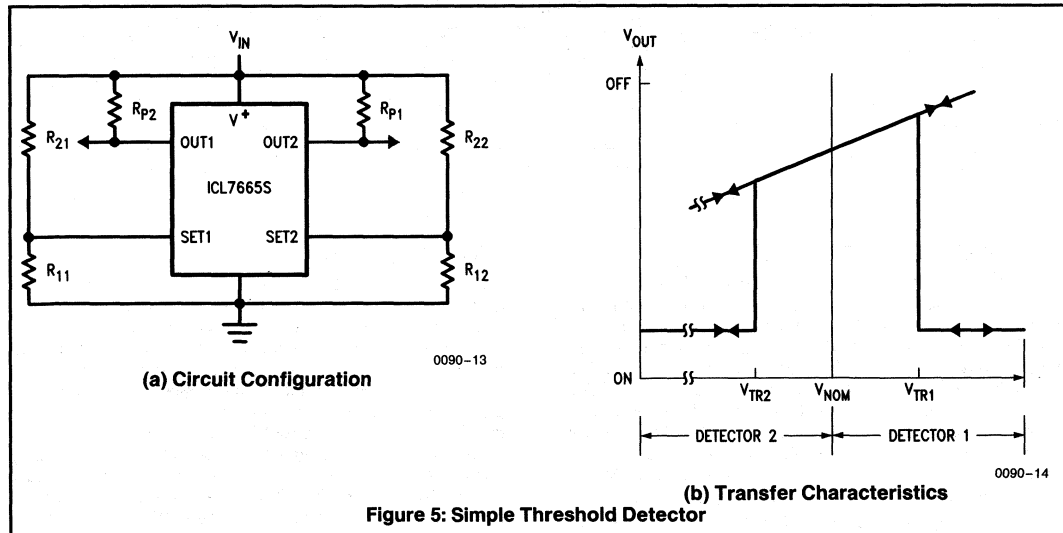 V_IN
R_P2
R_P1
V+
R_21
OUT1
OUT2
R_22
ICL7665S
SET1
SET2
R_11
R_12
0090–13
(a) Circuit Configuration
V_OUT
OFF
ON
V_TR2
V_NOM
V_TR1
DETECTOR 2
DETECTOR 1
0090–14
(b) Transfer Characteristics
Figure 5: Simple Threshold Detector